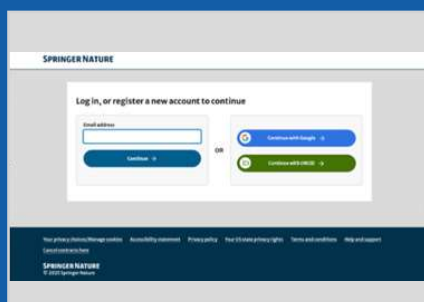 SPRINGER NATURE
Log in, or register a new account to continue
Email address
Continue →
OR
Continue with Google →
Continue with ORCID →
Your privacy choices/Manage cookies Accessibility statement Privacy policy Your US state privacy rights Terms and conditions Help and support
Cancel contracts here
SPRINGER NATURE
© 2025 Springer Nature